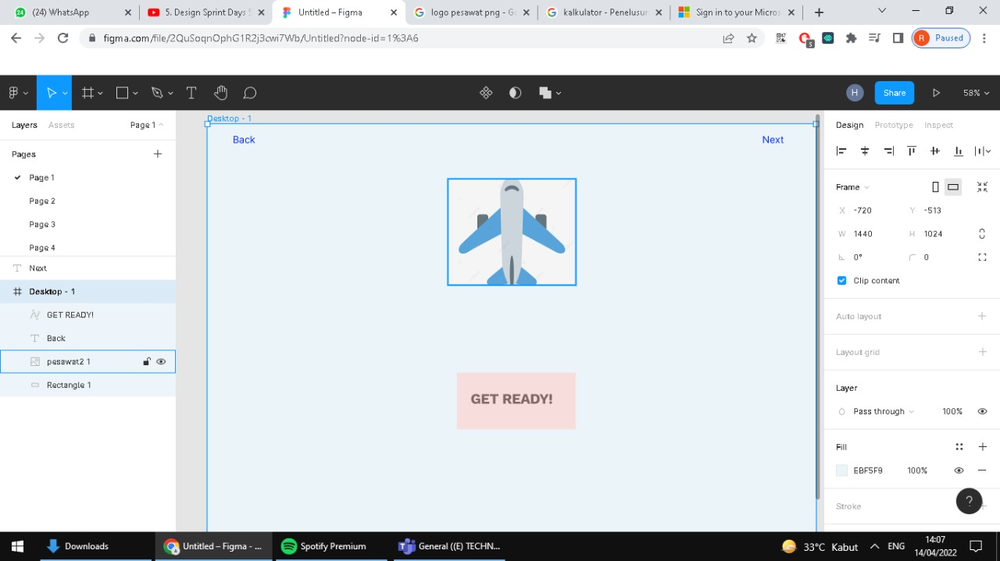 (24) WhatsApp
5. Design Sprint Days 5
Untitled – Figma
logo pesawat png - Go
kalkulator - Penelusur
Sign in to your Micros
figma.com/file/2QuSoqnOphG1R2j3cwi7Wb/Untitled?node-id=1%3A6
5
R Paused
T
H
Share
58%
Layers
Assets
Page 1
Desktop - 1
Design
Prototype
Inspect
Back
Next
Pages
Page 1
Page 2
Page 3
Page 4
Next
Desktop - 1
GET READY!
Back
pesawat2 1
Rectangle 1
GET READY!
Frame
X -720
Y -513
W 1440
H 1024
0°
0
Clip content
Auto layout
Layout grid
Layer
Pass through
100%
Fill
EBF5F9
100%
Stroke
?
Downloads
Untitled – Figma - ...
Spotify Premium
General ((E) TECHN...
33°C Kabut
ENG
14:07
14/04/2022